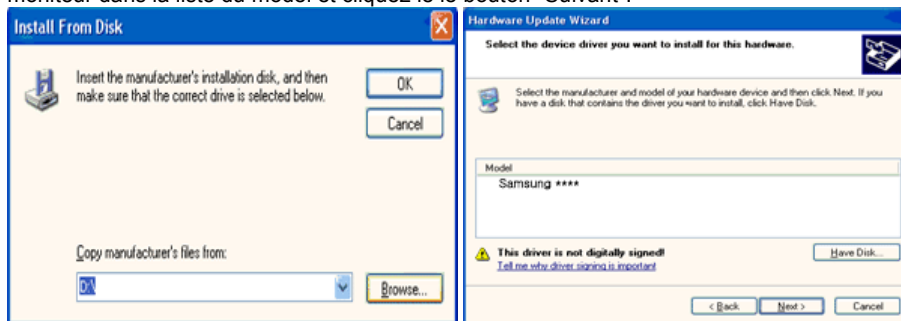 moniteur dans la liste du model et cliquez le le bouton "Suivant".
Install From Disk
Insert the manufacturer's installation disk, and then
make sure that the correct drive is selected below.
OK
Cancel
Copy manufacturer's files from:
D:\
Browse...
Hardware Update Wizard
Select the device driver you want to install for this hardware.
Select the manufacturer and model of your hardware device and then click Next. If you
have a disk that contains the driver you want to install, click Have Disk.
Model
Samsung ****
This driver is not digitally signed!
Tell me why driver signing is important
Have Disk...
< Back
Next >
Cancel